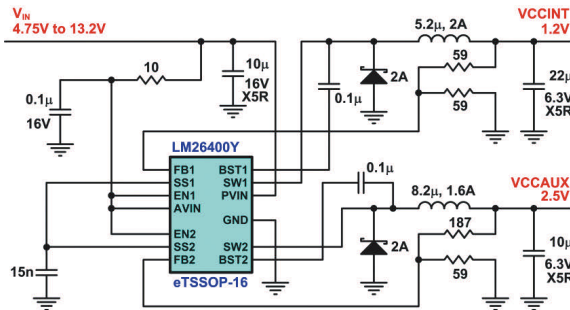 VIN
4.75V to 13.2V
5.2μ, 2A
VCCINT
1.2V
10
10μ
16V
X5R
59
2A
59
22μ
6.3V
X5R
0.1μ
16V
0.1μ
LM26400Y
FB1
SS1
EN1
AVIN
EN2
SS2
FB2
BST1
SW1
PVIN
GND
SW2
BST2
eTSSOP-16
15n
0.1μ
8.2μ, 1.6A
VCCAUX
2.5V
187
2A
59
10μ
6.3V
X5R